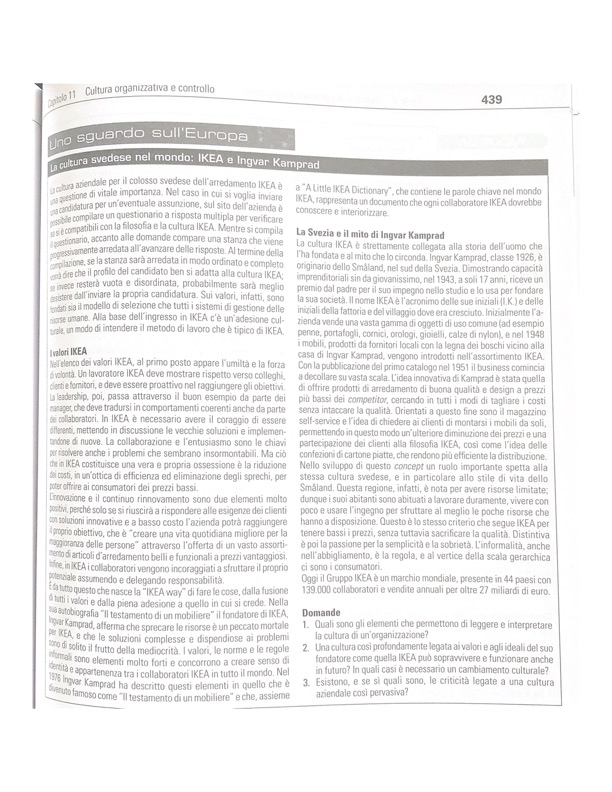 Capitolo 11 Cultura organizzativa e controllo
439
Uno sguardo sull'Europa
La cultura svedese nel mondo: IKEA e Ingvar Kamprad
La cultura aziendale per il colosso svedese dell'arredamento IKEA è
una questione di vitale importanza. Nel caso in cui si voglia inviare
una candidatura per un'eventuale assunzione, sul sito dell'azienda è
possibile compilare un questionario a risposta multipla per verificare
se si è compatibili con la filosofia e la cultura IKEA. Mentre si compila
il questionario, accanto alle domande compare una stanza che viene
progressivamente arredata all'avanzare delle risposte. Al termine della
compilazione, se la stanza sarà arredata in modo ordinato e completo
vorrà dire che il profilo del candidato ben si adatta alla cultura IKEA;
se invece resterà vuota e disordinata, probabilmente sarà meglio
desistere dall'inviare la propria candidatura. Sui valori, infatti, sono
fondati sia il modello di selezione che tutti i sistemi di gestione delle
risorse umane. Alla base dell'ingresso in IKEA c'è un'adesione cul-
turale, un modo di intendere il metodo di lavoro che è tipico di IKEA.
I valori IKEA
Nell'elenco dei valori IKEA, al primo posto appare l'umiltà e la forza
di volontà. Un lavoratore IKEA deve mostrare rispetto verso colleghi,
clienti e fornitori, e deve essere proattivo nel raggiungere gli obiettivi.
La leadership, poi, passa attraverso il buon esempio da parte dei
manager, che deve tradursi in comportamenti coerenti anche da parte
dei collaboratori. In IKEA è necessario avere il coraggio di essere
differenti, mettendo in discussione le vecchie soluzioni e implemen-
tandone di nuove. La collaborazione e l'entusiasmo sono le chiavi
per risolvere anche i problemi che sembrano insormontabili. Ma ciò
che in IKEA costituisce una vera e propria ossessione è la riduzione
dei costi, in un'ottica di efficienza ed eliminazione degli sprechi, per
poter offrire ai consumatori dei prezzi bassi.
L'innovazione e il continuo rinnovamento sono due elementi molto
positivi, perché solo se si riuscirà a rispondere alle esigenze dei clienti
con soluzioni innovative e a basso costo l'azienda potrà raggiungere
il proprio obiettivo, che è "creare una vita quotidiana migliore per la
maggioranza delle persone" attraverso l'offerta di un vasto assorti-
mento di articoli d'arredamento belli e funzionali a prezzi vantaggiosi.
Infine, in IKEA i collaboratori vengono incoraggiati a sfruttare il proprio
potenziale assumendo e delegando responsabilità.
È da tutto questo che nasce la "IKEA way" di fare le cose, dalla fusione
di tutti i valori e dalla piena adesione a quello in cui si crede. Nella
sua autobiografia "Il testamento di un mobiliere" il fondatore di IKEA,
Ingvar Kamprad, afferma che sprecare le risorse è un peccato mortale
per IKEA, e che le soluzioni complesse e dispendiose ai problemi
sono di solito il frutto della mediocrità. I valori, le norme e le regole
informali sono elementi molto forti e concorrono a creare senso di
identità e appartenenza tra i collaboratori IKEA in tutto il mondo. Nel
1976 Ingvar Kamprad ha descritto questi elementi in quello che è
divenuto famoso come "Il testamento di un mobiliere" e che, assieme
a "A Little IKEA Dictionary", che contiene le parole chiave nel mondo
IKEA, rappresenta un documento che ogni collaboratore IKEA dovrebbe
conoscere e interiorizzare.
La Svezia e il mito di Ingvar Kamprad
La cultura IKEA è strettamente collegata alla storia dell'uomo che
l'ha fondata e al mito che lo circonda. Ingvar Kamprad, classe 1926, è
originario dello Småland, nel sud della Svezia. Dimostrando capacità
imprenditoriali sin da giovanissimo, nel 1943, a soli 17 anni, riceve un
premio dal padre per il suo impegno nello studio e lo usa per fondare
la sua società. Il nome IKEA è l'acronimo delle sue iniziali (I.K.) e delle
iniziali della fattoria e del villaggio dove era cresciuto. Inizialmente l'a-
zienda vende una vasta gamma di oggetti di uso comune (ad esempio
penne, portafogli, cornici, orologi, gioielli, calze di nylon), e nel 1948
i mobili, prodotti da fornitori locali con la legna dei boschi vicino alla
casa di Ingvar Kamprad, vengono introdotti nell'assortimento IKEA.
Con la pubblicazione del primo catalogo nel 1951 il business comincia
a decollare su vasta scala. L'idea innovativa di Kamprad è stata quella
di offrire prodotti di arredamento di buona qualità e design a prezzi
più bassi dei competitor, cercando in tutti i modi di tagliare i costi
senza intaccare la qualità. Orientati a questo fine sono il magazzino
self-service e l'idea di chiedere ai clienti di montarsi i mobili da soli,
permettendo in questo modo un'ulteriore diminuzione dei prezzi e una
partecipazione dei clienti alla filosofia IKEA, così come l'idea delle
confezioni di cartone piatte, che rendono più efficiente la distribuzione.
Nello sviluppo di questo concept un ruolo importante spetta alla
stessa cultura svedese, e in particolare allo stile di vita dello
Småland. Questa regione, infatti, è nota per avere risorse limitate;
dunque i suoi abitanti sono abituati a lavorare duramente, vivere con
poco e usare l'ingegno per sfruttare al meglio le poche risorse che
hanno a disposizione. Questo è lo stesso criterio che segue IKEA per
tenere bassi i prezzi, senza tuttavia sacrificare la qualità. Distintiva
è poi la passione per la semplicità e la sobrietà. L'informalità, anche
nell'abbigliamento, è la regola, e al vertice della scala gerarchica
ci sono i consumatori.
Oggi il Gruppo IKEA è un marchio mondiale, presente in 44 paesi con
139.000 collaboratori e vendite annuali per oltre 27 miliardi di euro.
Domande
1. Quali sono gli elementi che permettono di leggere e interpretare
la cultura di un'organizzazione?
2. Una cultura così profondamente legata ai valori e agli ideali del suo
fondatore come quella IKEA può sopravvivere e funzionare anche
in futuro? In quali casi è necessario un cambiamento culturale?
3. Esistono, e se sì quali sono, le criticità legate a una cultura
aziendale così pervasiva?